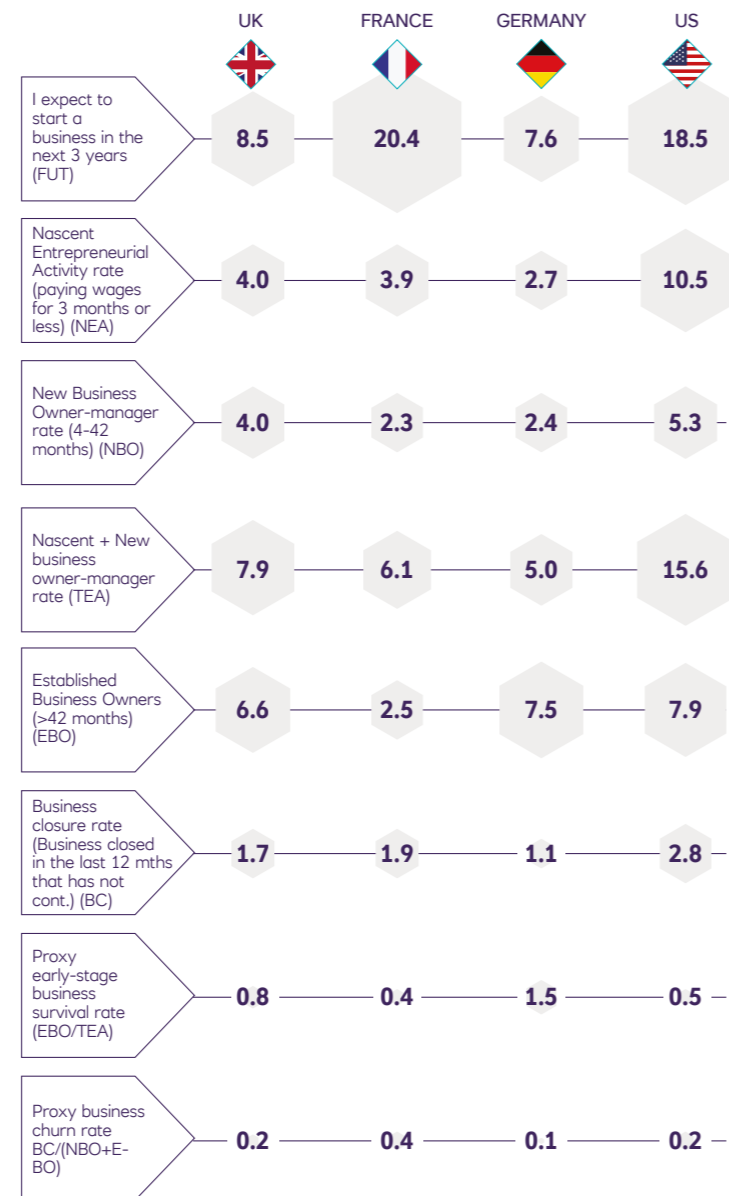 UK FRANCE GERMANY US
I expect to
start a
business in the
next 3 years
(FUT)
8.5 20.4 7.6 18.5
Nascent
Entrepreneurial
Activity rate
(paying wages
for 3 months or
less) (NEA)
4.0 3.9 2.7 10.5
New Business
Owner-manager
rate (4-42
months) (NBO)
4.0 2.3 2.4 5.3
Nascent + New
business
owner-manager
rate (TEA)
7.9 6.1 5.0 15.6
Established
Business Owners
(>42 months)
(EBO)
6.6 2.5 7.5 7.9
Business
closure rate
(Business closed
in the last 12 mths
that has not
cont.) (BC)
1.7 1.9 1.1 2.8
Proxy
early-stage
business
survival rate
(EBO/TEA)
0.8 0.4 1.5 0.5
Proxy business
churn rate
BC/(NBO+E-
BO)
0.2 0.4 0.1 0.2